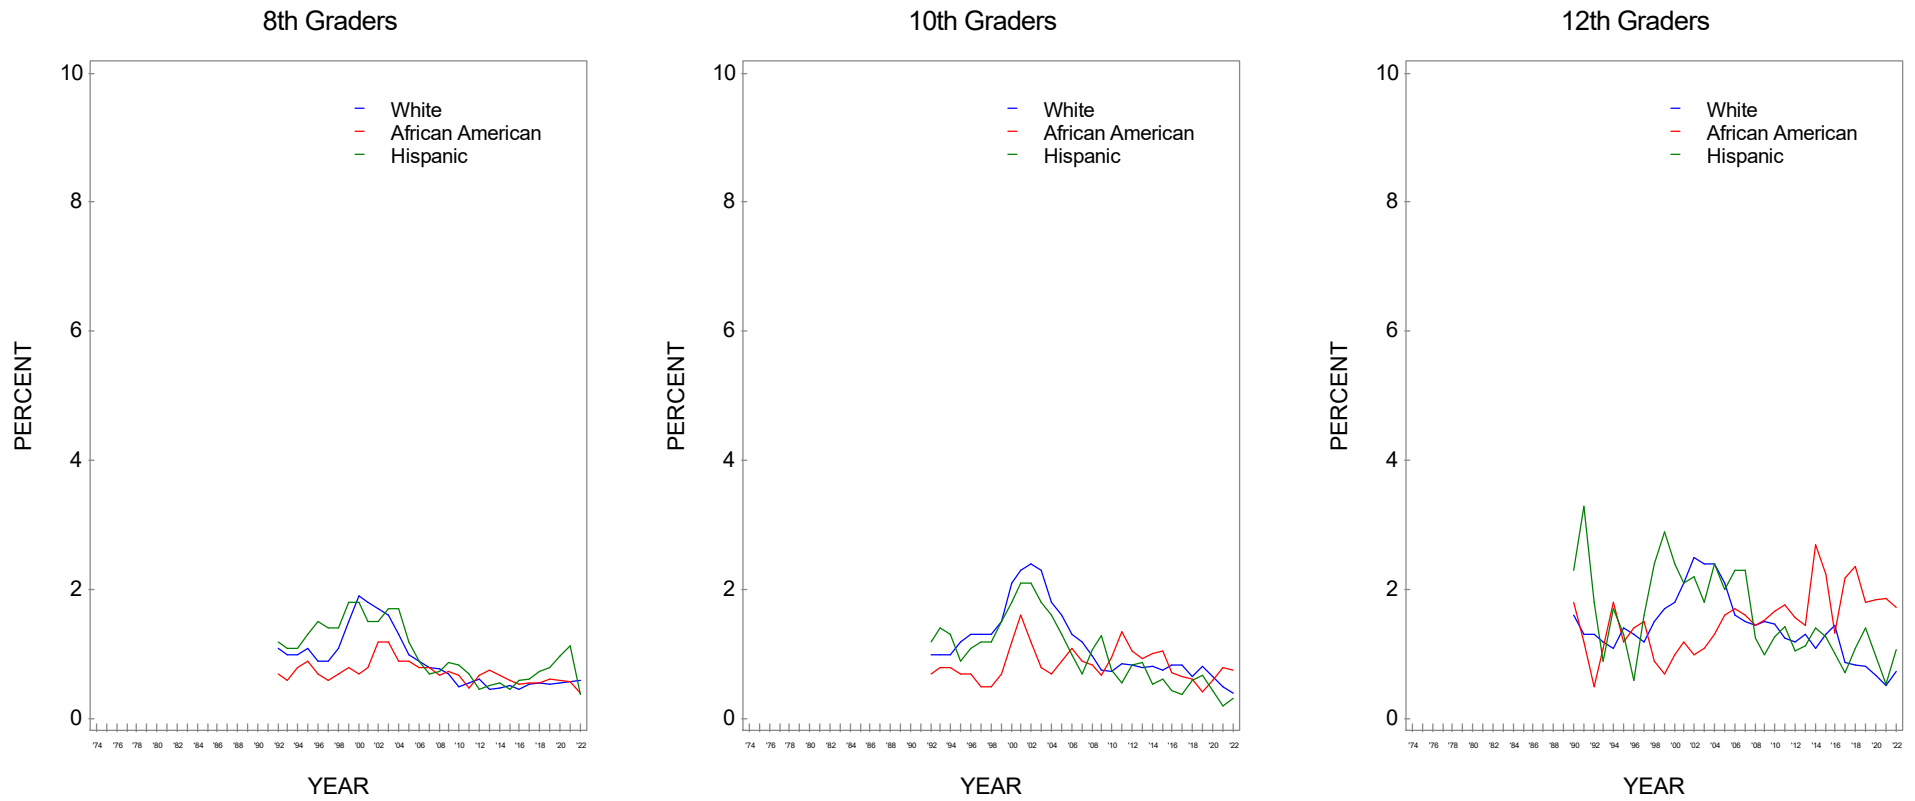 8th Graders
10
8
6
4
2
0
PERCENT
White
African American
Hispanic
'74 '76 '78 '80 '82 '84 '86 '88 '90 '92 '94 '96 '98 '00 '02 '04 '06 '08 '10 '12 '14 '16 '18 '20 '22
YEAR
10th Graders
10
8
6
4
2
0
PERCENT
White
African American
Hispanic
'74 '76 '78 '80 '82 '84 '86 '88 '90 '92 '94 '96 '98 '00 '02 '04 '06 '08 '10 '12 '14 '16 '18 '20 '22
YEAR
12th Graders
10
8
6
4
2
0
PERCENT
White
African American
Hispanic
'74 '76 '78 '80 '82 '84 '86 '88 '90 '92 '94 '96 '98 '00 '02 '04 '06 '08 '10 '12 '14 '16 '18 '20 '22
YEAR